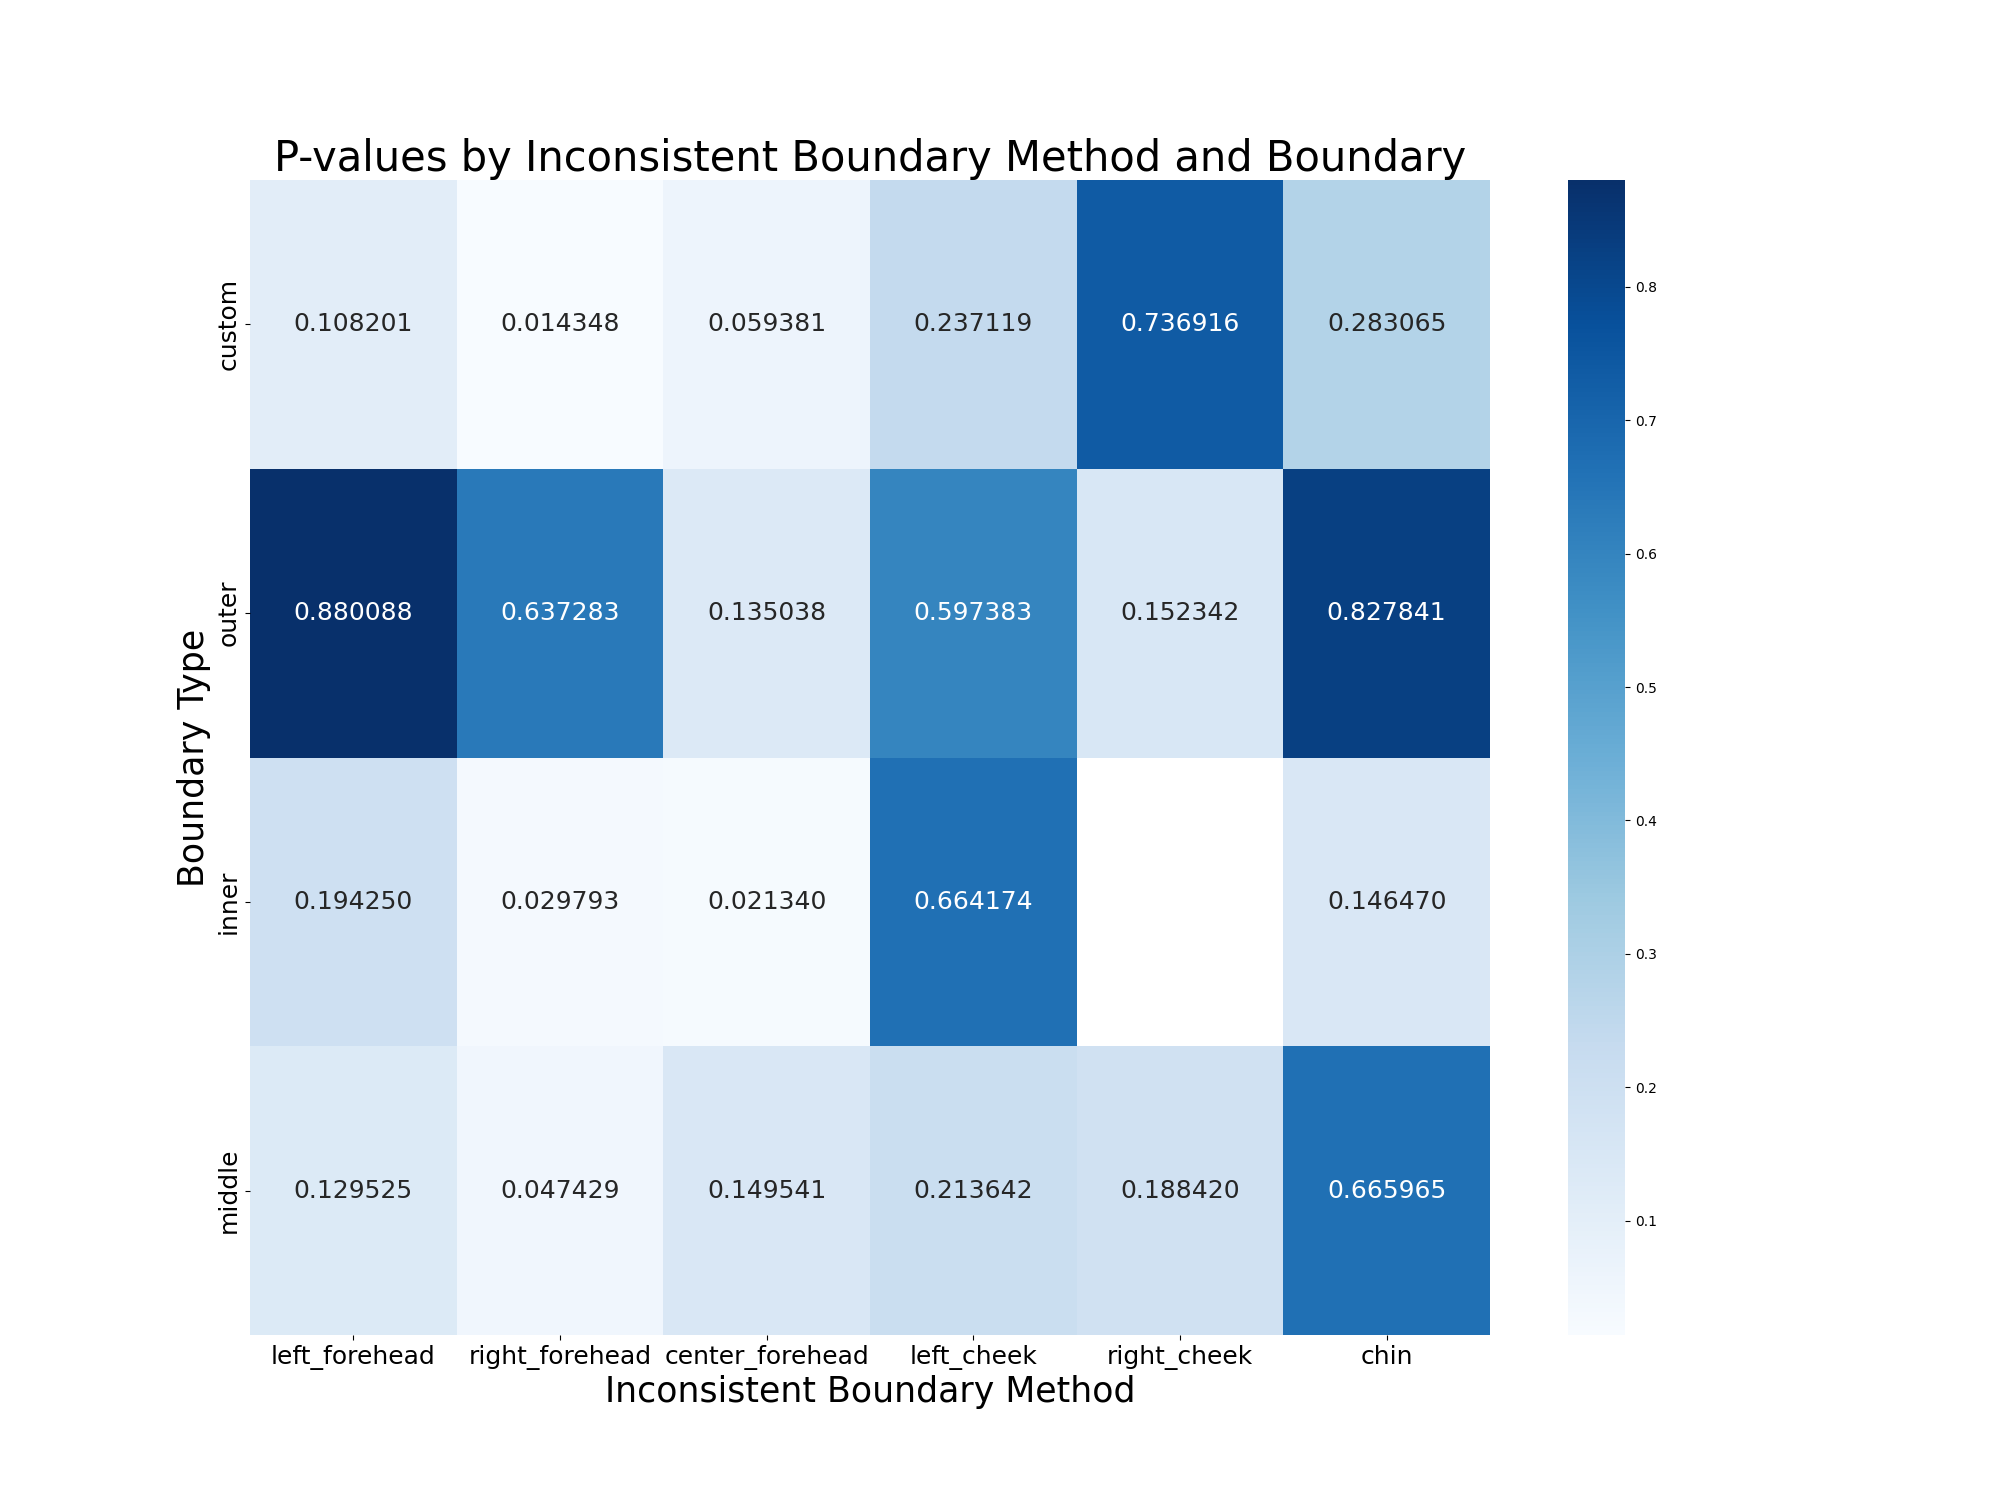 P-values by Inconsistent Boundary Method and Boundary
custom
0.108201 0.014348 0.059381 0.237119 0.736916 0.283065
outer
0.880088 0.637283 0.135038 0.597383 0.152342 0.827841
inner
0.194250 0.029793 0.021340 0.664174 0.146470
middle
0.129525 0.047429 0.149541 0.213642 0.188420 0.665965
Boundary Type
left_forehead right_forehead center_forehead left_cheek right_cheek chin
Inconsistent Boundary Method
0.8
0.7
0.6
0.5
0.4
0.3
0.2
0.1